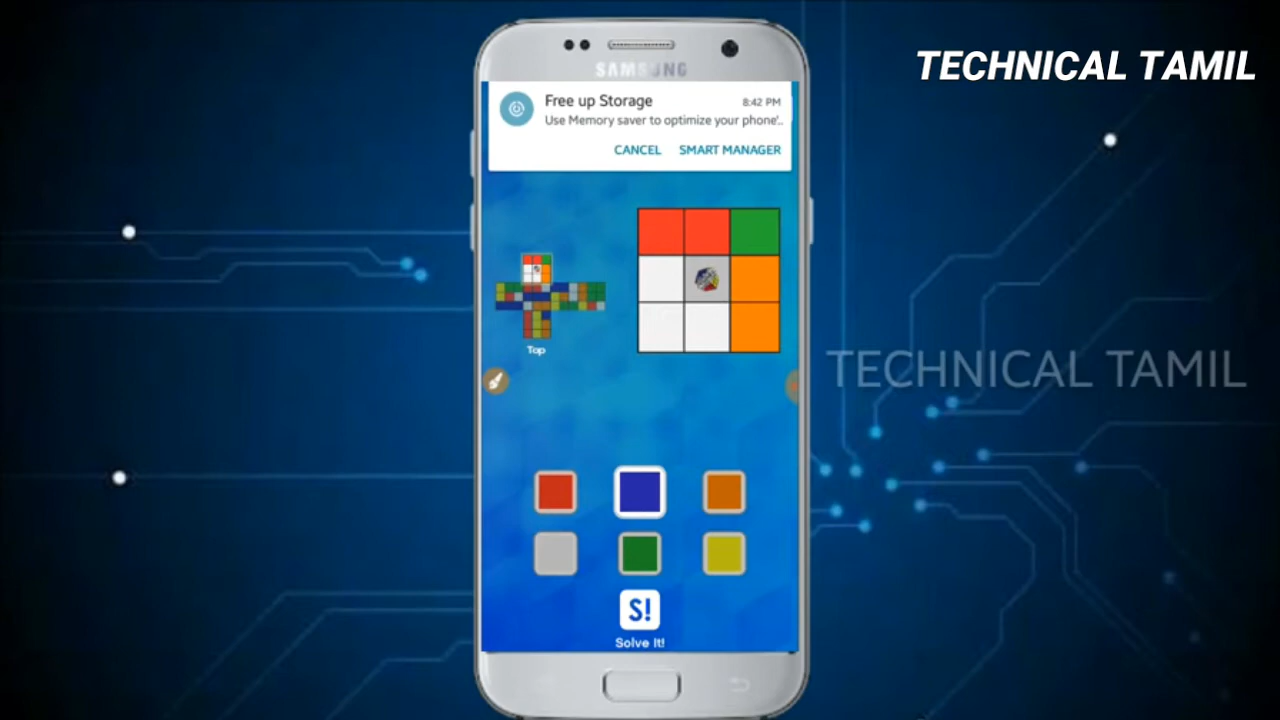 TECHNICAL TAMIL
SAMSUNG
Free up Storage
8:42 PM
Use Memory saver to optimize your phone'..
CANCEL SMART MANAGER
Top
TECHNICAL TAMIL
S!
Solve It!